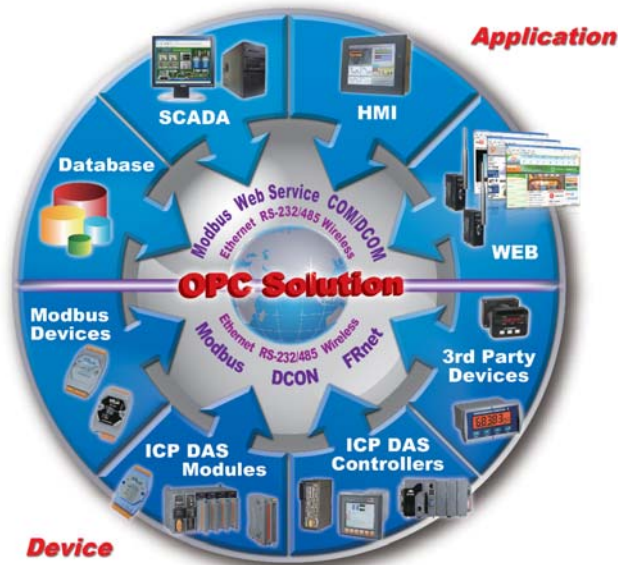 Application
SCADA
HMI
Database
WEB
Modbus Web Service COM/DCOM
Ethernet RS-232/485 Wireless
OPC Solution
Ethernet RS-232/485 Wireless
Modbus DCON FRnet
Modbus
Devices
3rd Party
Devices
ICP DAS
Modules
ICP DAS
Controllers
Device